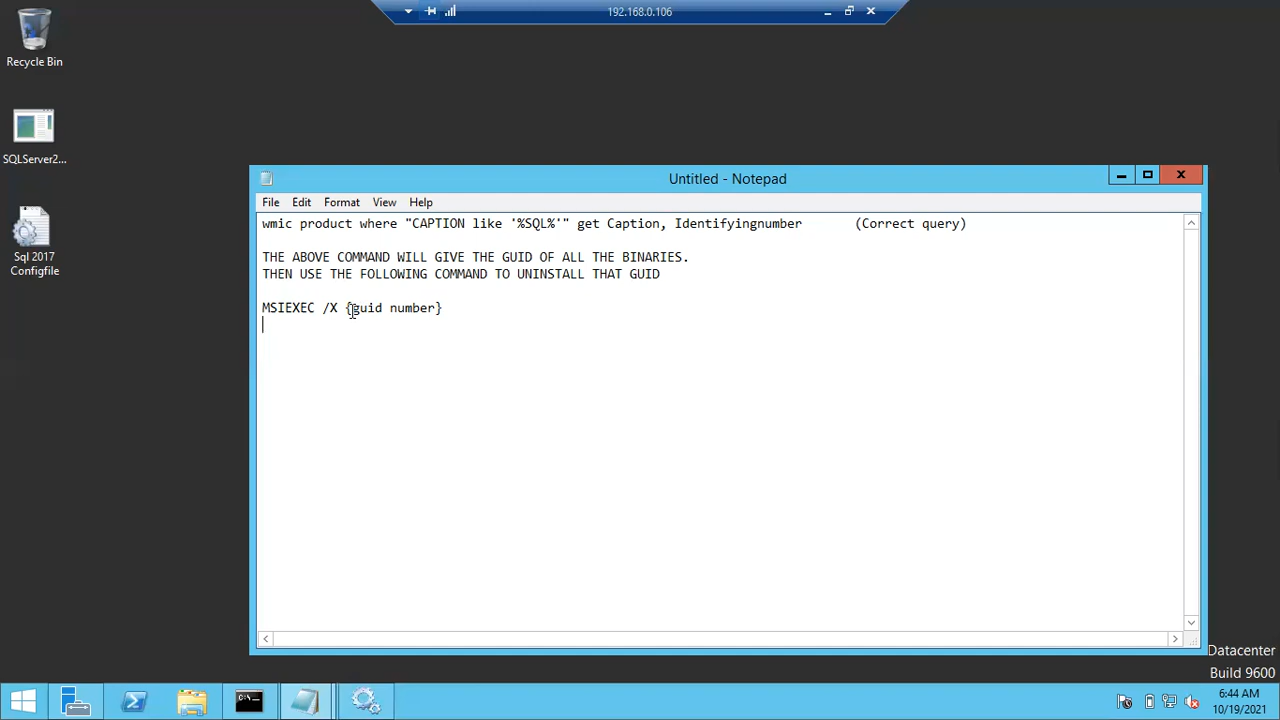 192.168.0.106
Recycle Bin
SQLServer2...
Sql 2017
Configfile
Untitled - Notepad
File Edit Format View Help
wmic product where "CAPTION like '%SQL%'" get Caption, Identifyingnumber (Correct query)
THE ABOVE COMMAND WILL GIVE THE GUID OF ALL THE BINARIES.
THEN USE THE FOLLOWING COMMAND TO UNINSTALL THAT GUID
MSIEXEC /X {guid number}
Datacenter
Build 9600
6:44 AM
10/19/2021